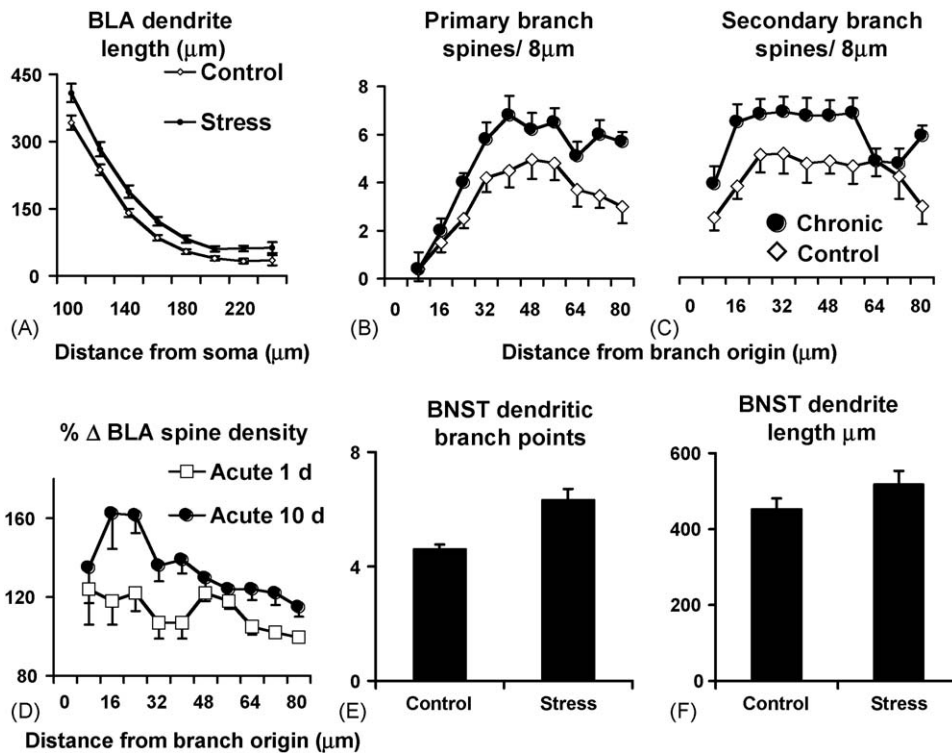 BLA dendrite
length (μm)
Control
Stress
450
300
150
0
100 140 180 220
(A)
Distance from soma (μm)
Primary branch
spines/ 8μm
8
6
4
2
0
0 16 32 48 64 80
(B)
Secondary branch
spines/ 8μm
Chronic
Control
0 16 32 48 64 80
(C)
Distance from branch origin (μm)
% Δ BLA spine density
Acute 1 d
Acute 10 d
160
120
80
0 16 32 48 64 80
(D)
Distance from branch origin (μm)
BNST dendritic
branch points
8
4
0
Control Stress
(E)
BNST dendrite
length μm
600
400
200
0
Control Stress
(F)